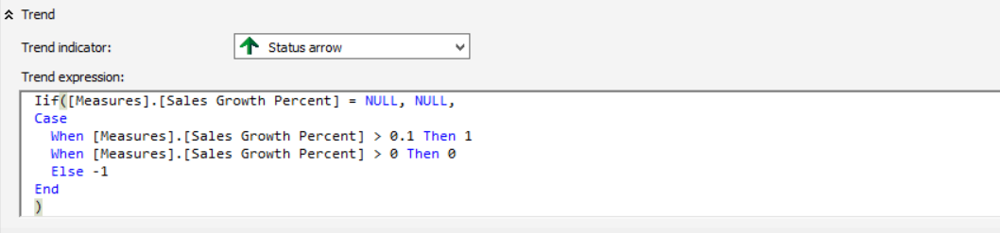 Trend
Trend indicator: Status arrow
Trend expression:
Iif([Measures].[Sales Growth Percent] = NULL, NULL,
Case
  When [Measures].[Sales Growth Percent] > 0.1 Then 1
  When [Measures].[Sales Growth Percent] > 0 Then 0
  Else -1
End
)